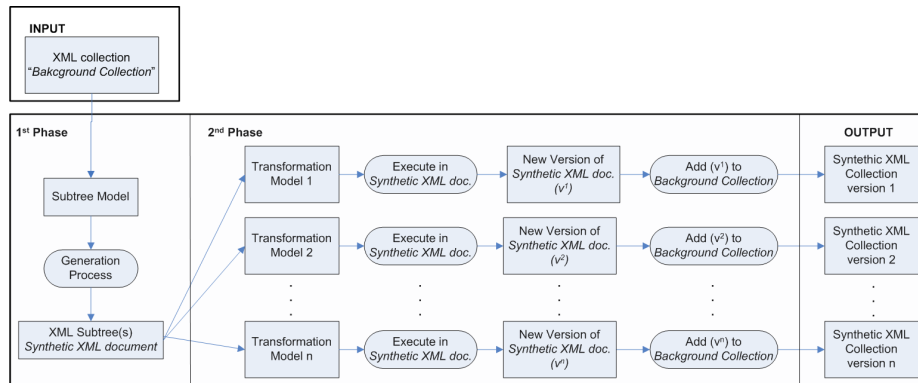 INPUT
XML collection
“Bakcground Collection”
1st Phase
Subtree Model
Generation
Process
XML Subtree(s)
Synthetic XML document
2nd Phase
Transformation
Model 1
Execute in
Synthetic XML doc.
New Version of
Synthetic XML doc.
(v1)
Add (v1) to
Background Collection
Transformation
Model 2
Execute in
Synthetic XML doc.
New Version of
Synthetic XML doc.
(v2)
Add (v2) to
Background Collection
Transformation
Model n
Execute in
Synthetic XML doc.
New Version of
Synthetic XML doc.
(vn)
Add (vn) to
Background Collection
OUTPUT
Syntethic XML
Collection
version 1
Synthetic XML
Collection
version 2
Synthetic XML
Collection
version n